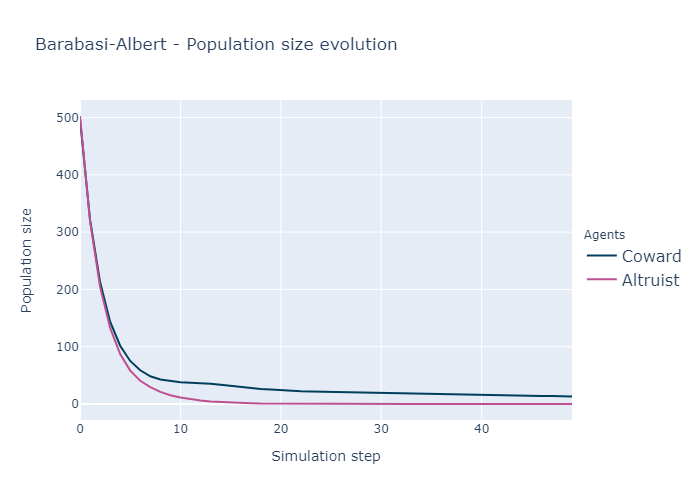 Barabasi-Albert - Population size evolution
500
400
300
200
100
0
Population size
0 10 20 30 40
Simulation step
Agents
Coward
Altruist